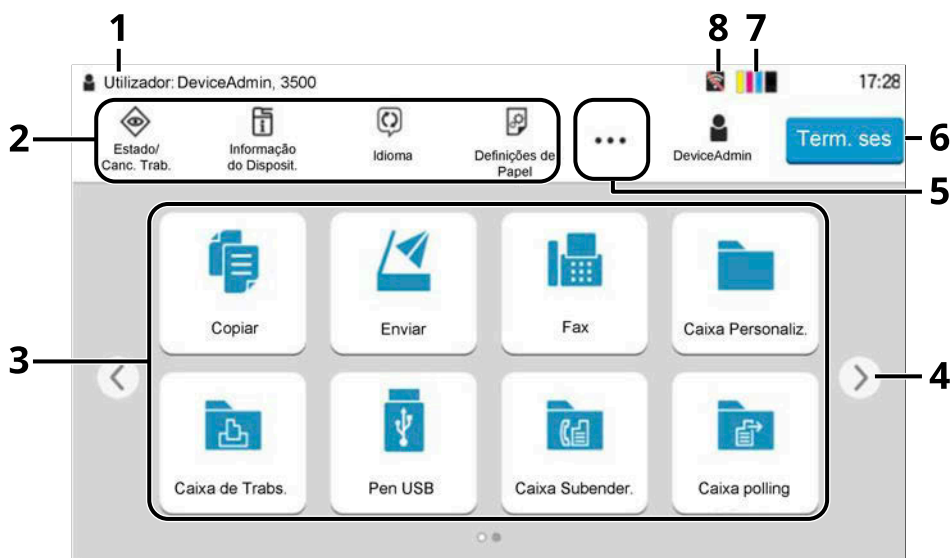 1
8 7
Utilizador: DeviceAdmin, 3500
17:28
2
Estado/
Canc. Trab.
Informação
do Disposit.
Idioma
Definições de
Papel
DeviceAdmin
Term. ses
6
5
3
Copiar
Enviar
Fax
Caixa Personaliz.
4
Caixa de Trabs.
Pen USB
Caixa Subender.
Caixa polling